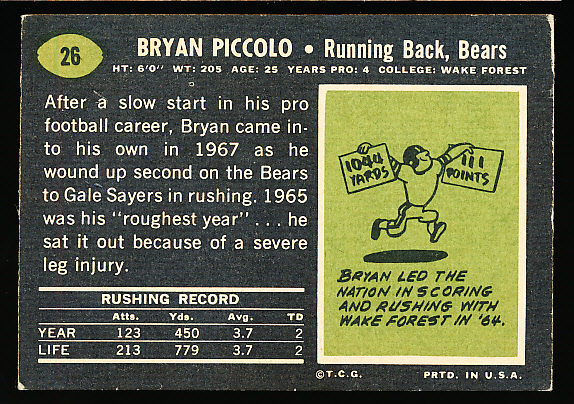 26
BRYAN PICCOLO • Running Back, Bears
HT: 6'0" WT: 205 AGE: 25 YEARS PRO: 4 COLLEGE: WAKE FOREST
After a slow start in his pro
football career, Bryan came in-
to his own in 1967 as he
wound up second on the Bears
to Gale Sayers in rushing. 1965
was his "roughest year" . . . he
sat it out because of a severe
leg injury.
RUSHING RECORD
Atts. Yds. Avg. TD
YEAR 123 450 3.7 2
LIFE 213 779 3.7 2
1044
YARDS
111
POINTS
BRYAN LED THE
NATION IN SCORING
AND RUSHING WITH
WAKE FOREST IN '64.
©T.C.G. PRTD. IN U.S.A.